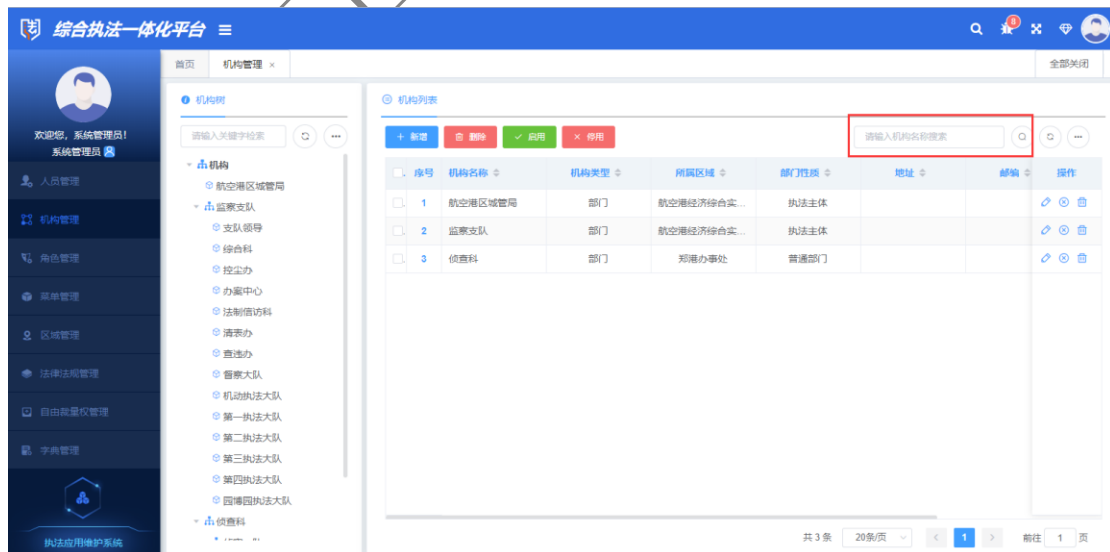 综合执法一体化平台
8
欢迎您，系统管理员！
系统管理员
人员管理
机构管理
角色管理
菜单管理
区域管理
法律法规管理
自由裁量权管理
字典管理
执法应用维护系统
首页 机构管理 × 全部关闭
机构树
请输入关键字检索
机构
航空港区城管局
监察支队
支队领导
综合科
控尘办
办案中心
法制信访科
清表办
查违办
督察大队
机动执法大队
第一执法大队
第二执法大队
第三执法大队
第四执法大队
园博园执法大队
侦查科
机构列表
+ 新增 删除 启用 × 停用 请输入机构名称搜索
序号 机构名称 机构类型 所属区域 部门性质 地址 邮编 操作
1 航空港区城管局 部门 航空港经济综合实... 执法主体
2 监察支队 部门 航空港经济综合实... 执法主体
3 侦查科 部门 郑港办事处 普通部门
共 3 条 20条/页 < 1 > 前往 1 页